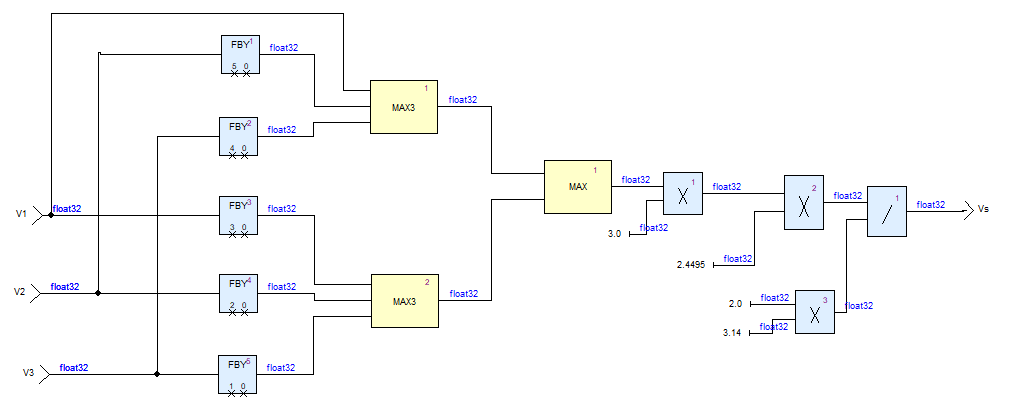 FBY 1
float32
5 0
1
MAX3
float32
FBY 2
float32
4 0
1
MAX
float32
1
X
float32
2
X
float32
1
/
float32
Vs
FBY 3
float32
3 0
V1
float32
3.0
float32
2.4495
float32
FBY 4
float32
2 0
V2
float32
2
MAX3
float32
2.0
float32
3
X
float32
3.14
float32
FBY 5
float32
1 0
V3
float32